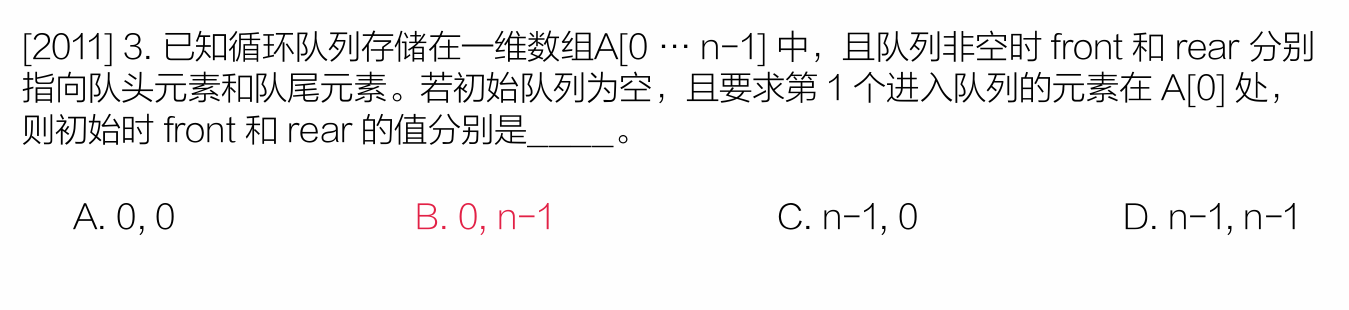 [2011] 3. 已知循环队列存储在一维数组A[0 ··· n-1] 中，且队列非空时 front 和 rear 分别
指向队头元素和队尾元素。若初始队列为空，且要求第 1 个进入队列的元素在 A[0] 处，
则初始时 front 和 rear 的值分别是_____。
A. 0, 0 B. 0, n-1 C. n-1, 0 D. n-1, n-1